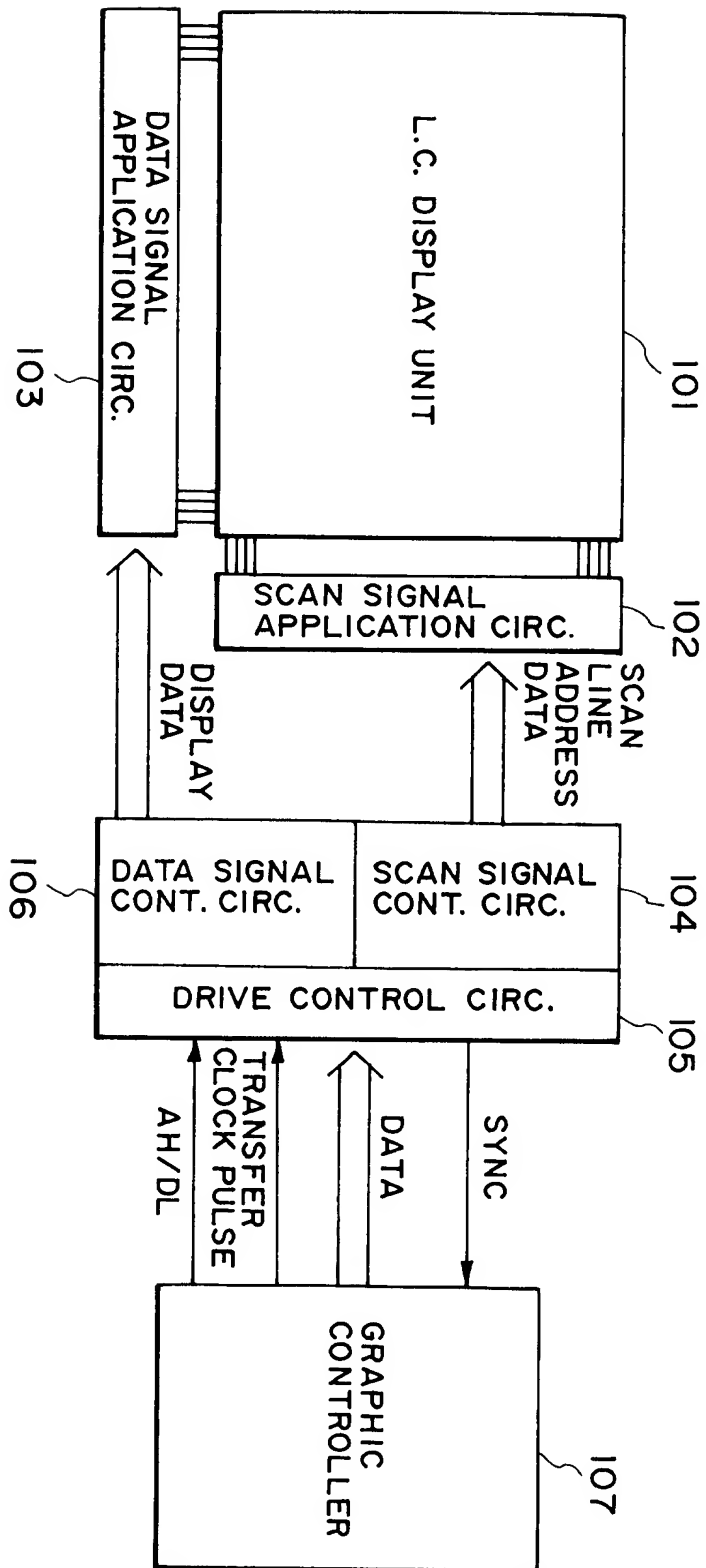 101
L.C. DISPLAY UNIT
DATA SIGNAL
APPLICATION CIRC.
103
SCAN SIGNAL
APPLICATION CIRC.
102
SCAN
LINE
ADDRESS
DATA
DISPLAY
DATA
DATA SIGNAL
CONT. CIRC.
106
SCAN SIGNAL
CONT. CIRC.
104
DRIVE CONTROL CIRC.
105
SYNC
DATA
TRANSFER
CLOCK PULSE
AH/DL
GRAPHIC
CONTROLLER
107